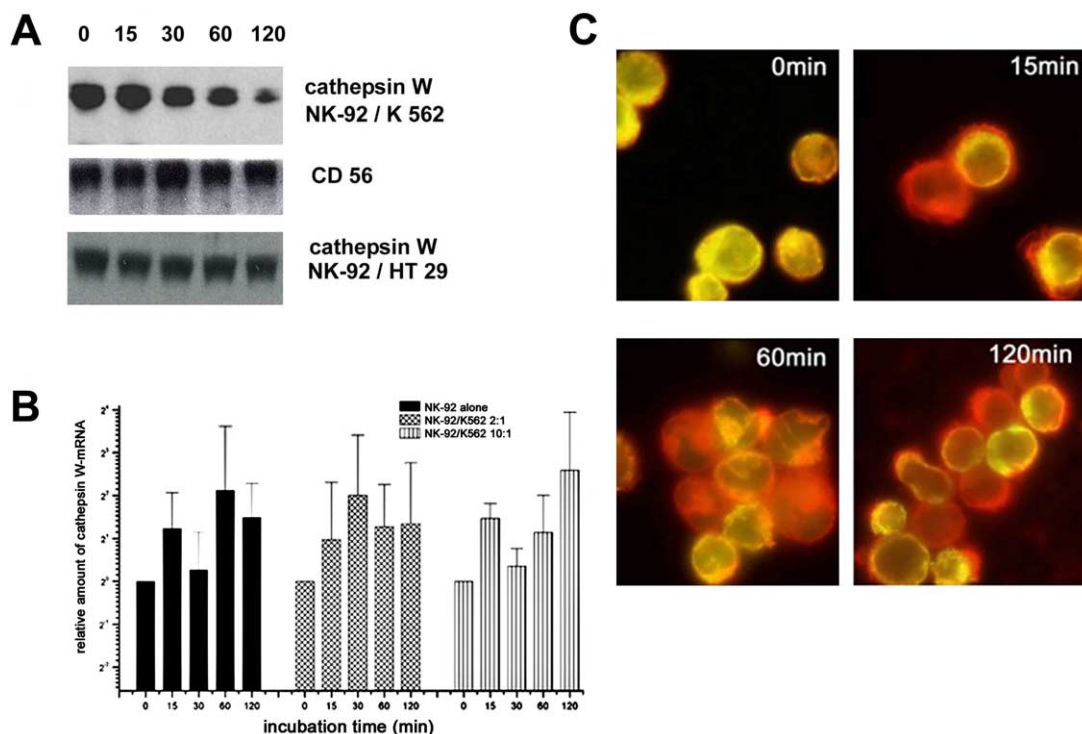 A
0 15 30 60 120
cathepsin W
NK-92 / K 562
CD 56
cathepsin W
NK-92 / HT 29
B
relative amount of cathepsin W-mRNA
NK-92 alone
NK-92/K562 2:1
NK-92/K562 10:1
0 15 30 60 120 0 15 30 60 120 0 15 30 60 120
incubation time (min)
C
0min
15min
60min
120min